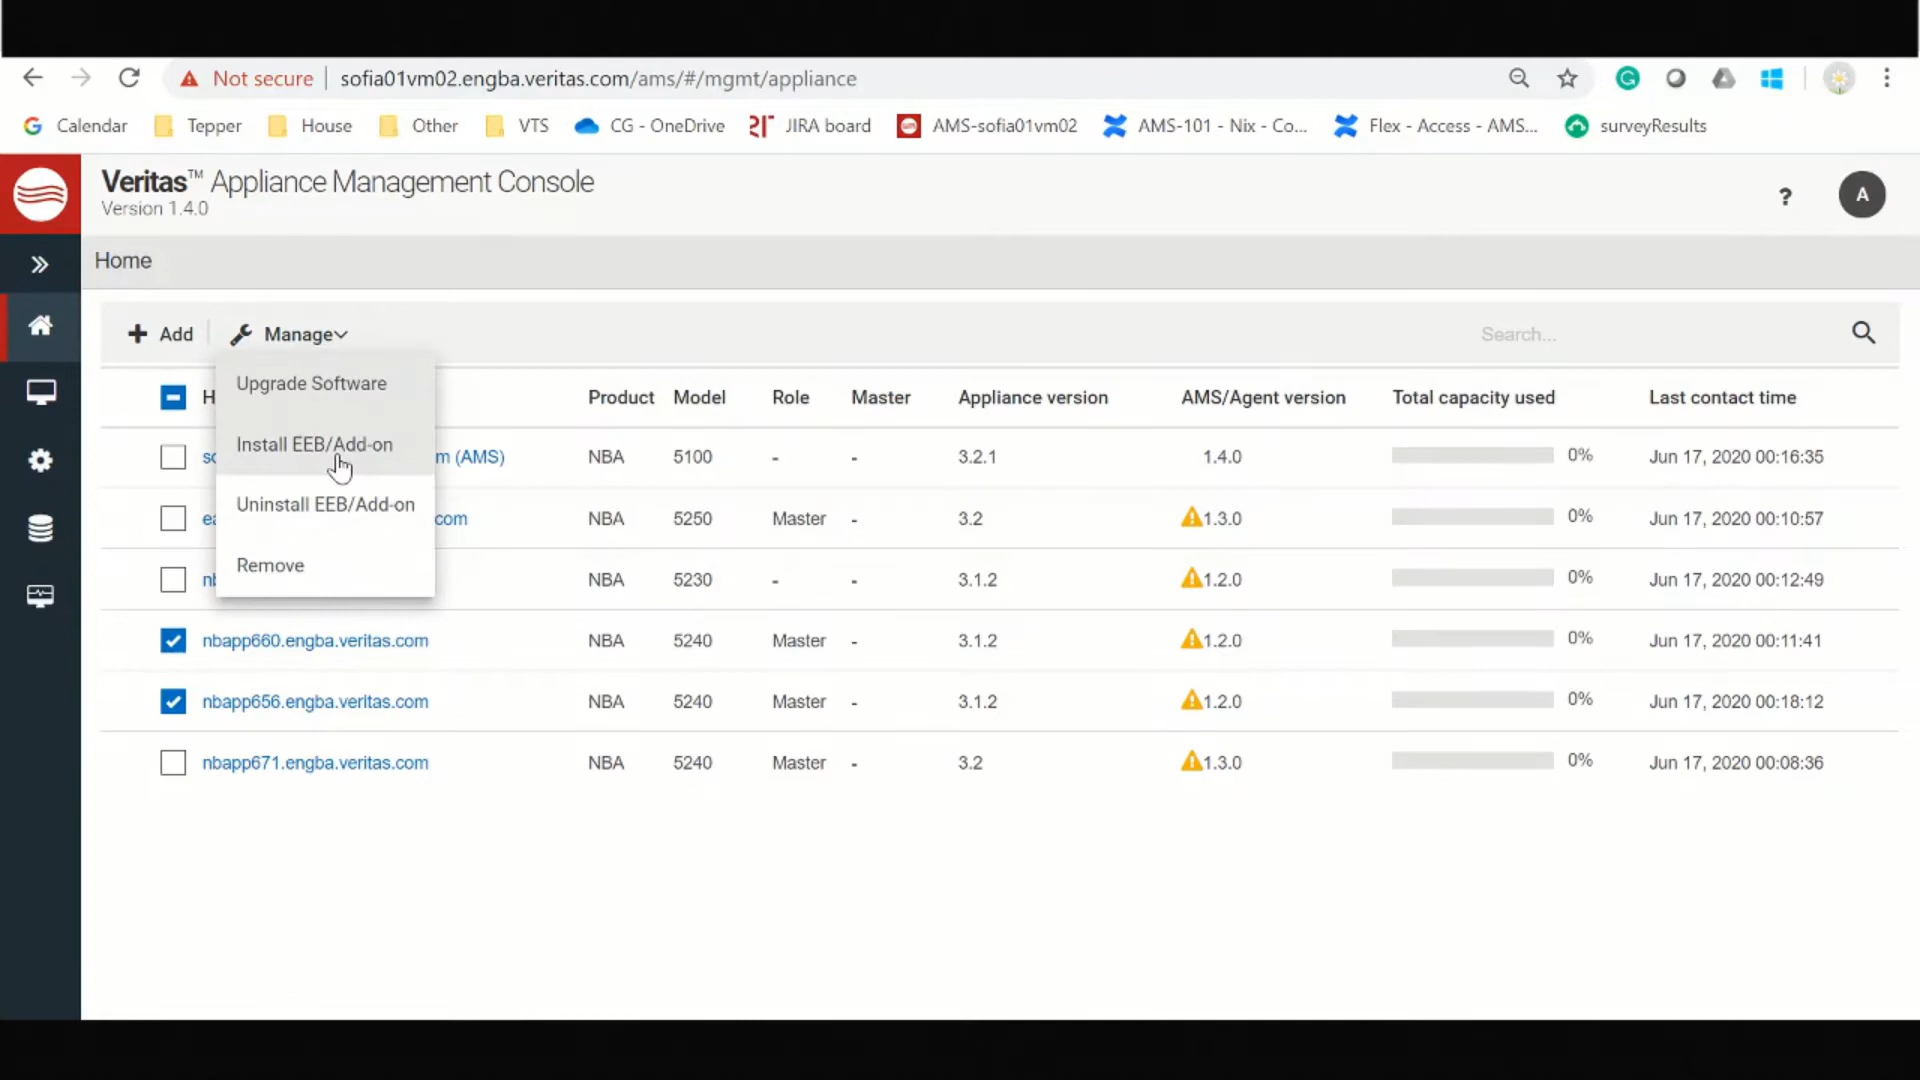 Not secure sofia01vm02.engba.veritas.com/ams/#/mgmt/appliance
Calendar Tepper House Other VTS CG - OneDrive JIRA board AMS-sofia01vm02 AMS-101 - Nix - Co... Flex - Access - AMS... surveyResults
Veritas™ Appliance Management Console
Version 1.4.0
? A
Home
Add Manage Search...
Upgrade Software
Install EEB/Add-on
Uninstall EEB/Add-on
Remove
H Product Model Role Master Appliance version AMS/Agent version Total capacity used Last contact time
so m (AMS) NBA 5100 - - 3.2.1 1.4.0 0% Jun 17, 2020 00:16:35
ea com NBA 5250 Master - 3.2 1.3.0 0% Jun 17, 2020 00:10:57
nb NBA 5230 - - 3.1.2 1.2.0 0% Jun 17, 2020 00:12:49
nbapp660.engba.veritas.com NBA 5240 Master - 3.1.2 1.2.0 0% Jun 17, 2020 00:11:41
nbapp656.engba.veritas.com NBA 5240 Master - 3.1.2 1.2.0 0% Jun 17, 2020 00:18:12
nbapp671.engba.veritas.com NBA 5240 Master - 3.2 1.3.0 0% Jun 17, 2020 00:08:36